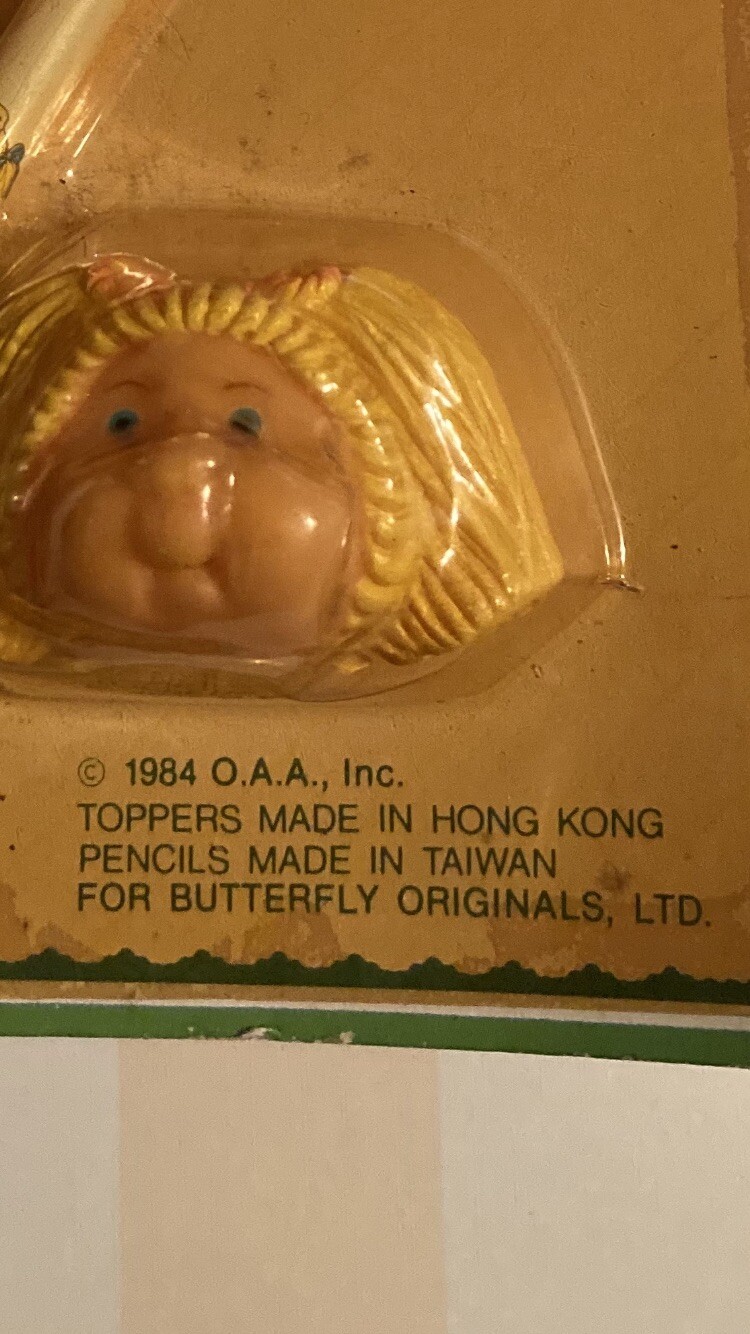 © 1984 O.A.A., Inc.
TOPPERS MADE IN HONG KONG
PENCILS MADE IN TAIWAN
FOR BUTTERFLY ORIGINALS, LTD.